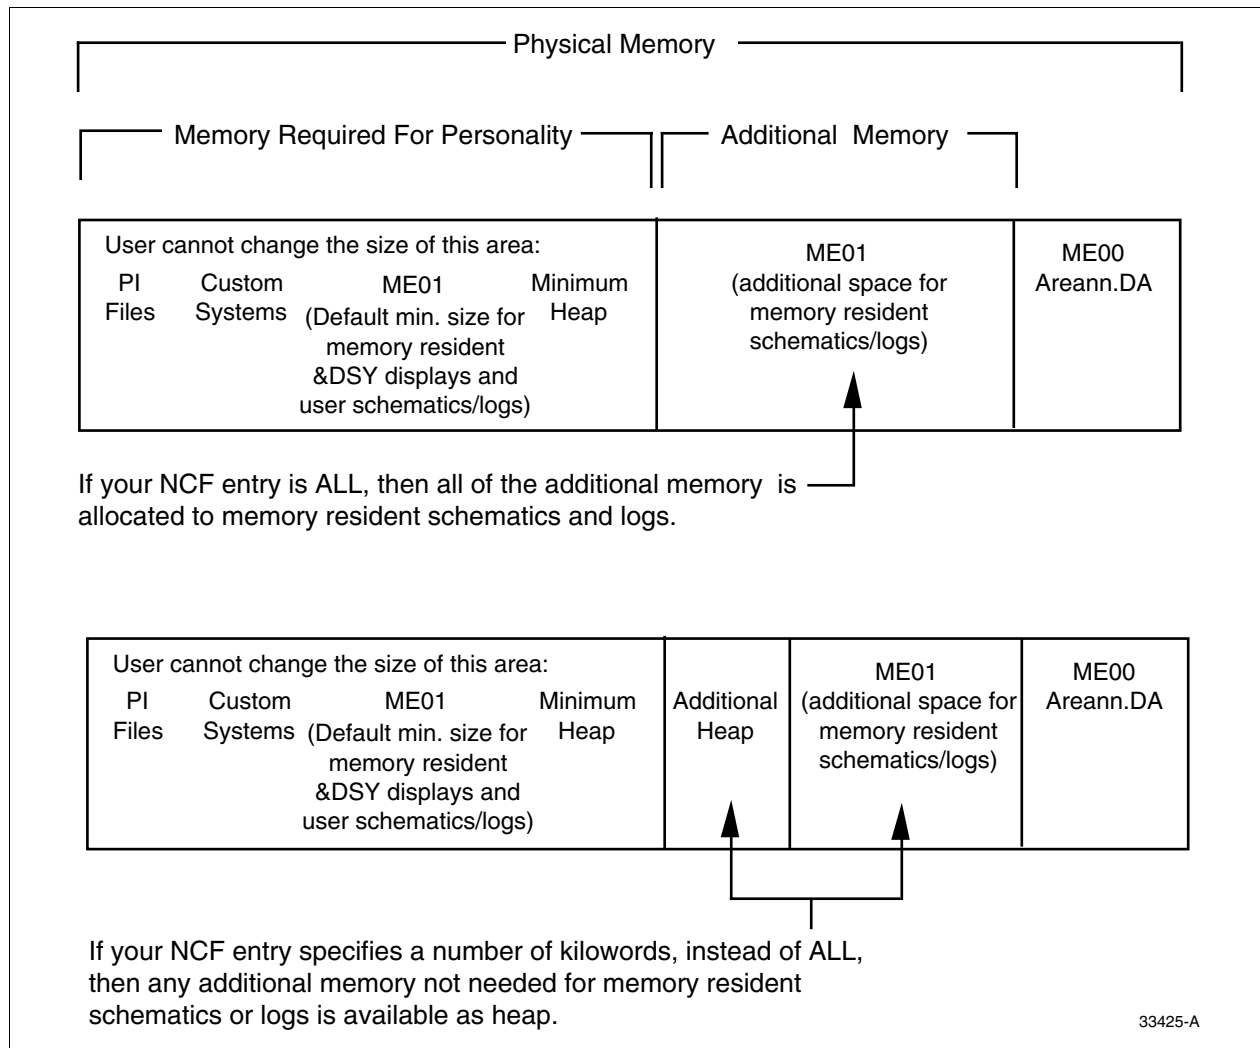 Physical Memory
Memory Required For Personality
Additional Memory
User cannot change the size of this area:
PI
Files
Custom
Systems
ME01
(Default min. size for
memory resident
&DSY displays and
user schematics/logs)
Minimum
Heap
ME01
(additional space for
memory resident
schematics/logs)
ME00
Areann.DA
If your NCF entry is ALL, then all of the additional memory is
allocated to memory resident schematics and logs.
User cannot change the size of this area:
PI
Files
Custom
Systems
ME01
(Default min. size for
memory resident
&DSY displays and
user schematics/logs)
Minimum
Heap
Additional
Heap
ME01
(additional space for
memory resident
schematics/logs)
ME00
Areann.DA
If your NCF entry specifies a number of kilowords, instead of ALL,
then any additional memory not needed for memory resident
schematics or logs is available as heap.
33425-A